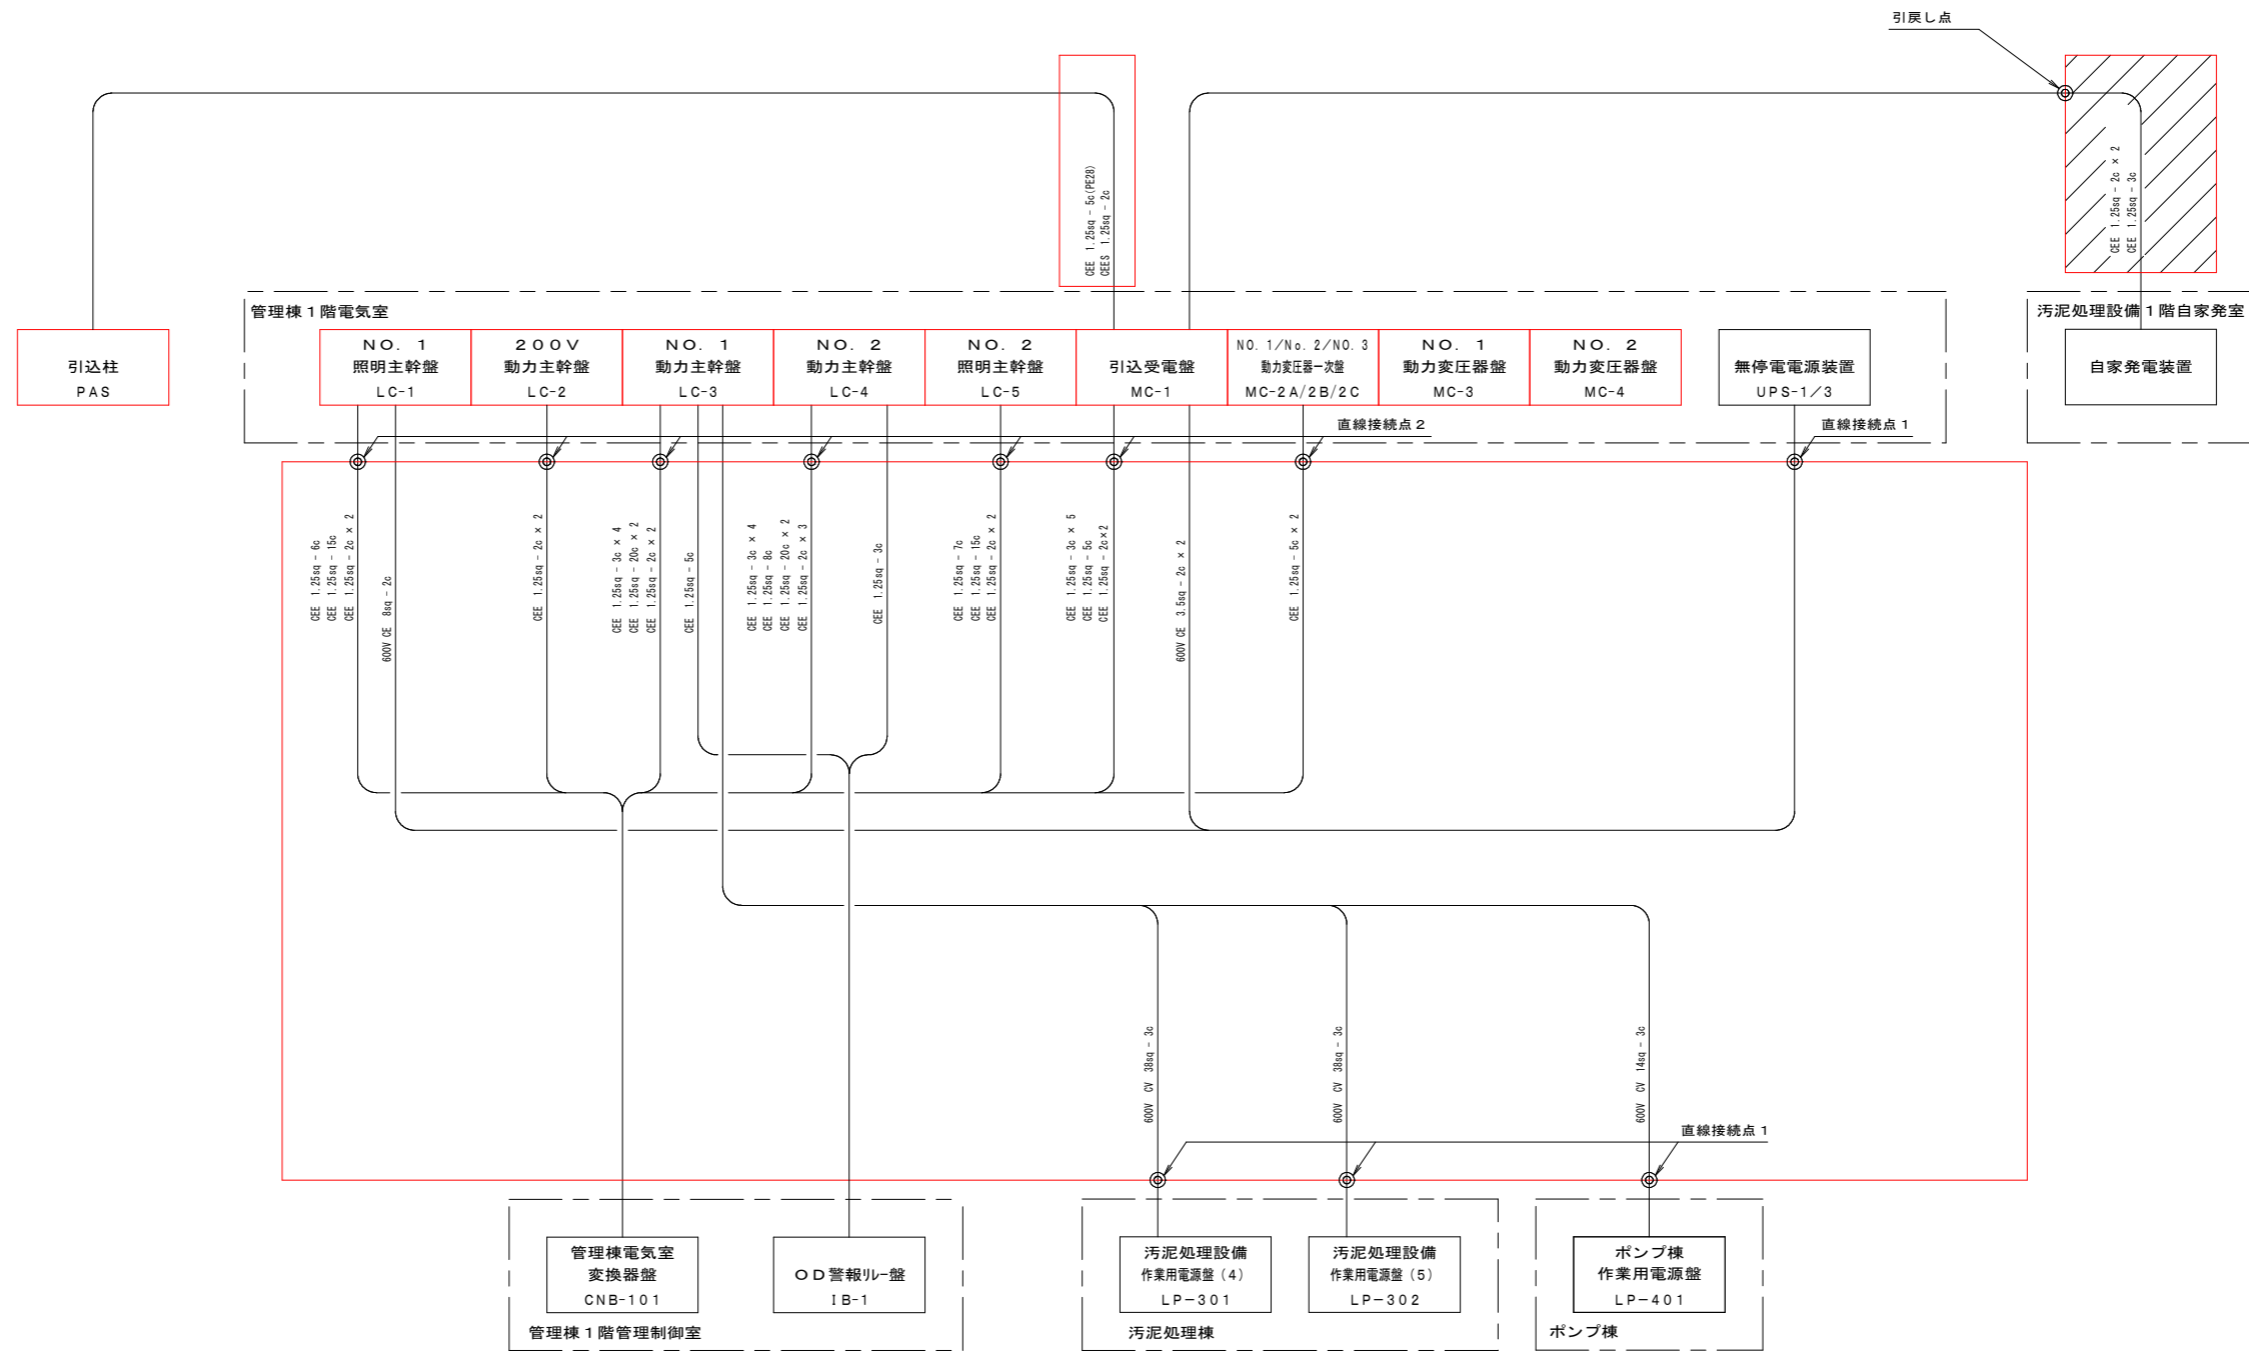 引戻し点
CEE 1.25sq - 5c(PE28)
CEES 1.25sq - 2c
CEE 1.25sq - 2c × 2
CEE 1.25sq - 3c
管理棟1階電気室
汚泥処理設備1階自家発室
引込柱
PAS
NO. 1
照明主幹盤
LC-1
200V
動力主幹盤
LC-2
NO. 1
動力主幹盤
LC-3
NO. 2
動力主幹盤
LC-4
NO. 2
照明主幹盤
LC-5
引込受電盤
MC-1
NO. 1/No. 2/NO. 3
動力変圧器一次盤
MC-2A/2B/2C
NO. 1
動力変圧器盤
MC-3
NO. 2
動力変圧器盤
MC-4
無停電電源装置
UPS-1/3
自家発電装置
直線接続点2
直線接続点1
CEE 1.25sq - 6c
CEE 1.25sq - 15c
CEE 1.25sq - 2c × 2
600V CE 8sq - 2c
CEE 1.25sq - 2c × 2
CEE 1.25sq - 3c × 4
CEE 1.25sq - 20c × 2
CEE 1.25sq - 2c × 2
CEE 1.25sq - 5c
CEE 1.25sq - 3c × 4
CEE 1.25sq - 8c
CEE 1.25sq - 20c × 2
CEE 1.25sq - 2c × 3
CEE 1.25sq - 3c
CEE 1.25sq - 7c
CEE 1.25sq - 15c
CEE 1.25sq - 2c × 2
CEE 1.25sq - 3c × 5
CEE 1.25sq - 5c
CEE 1.25sq - 2c×2
600V CE 3.5sq - 2c × 2
CEE 1.25sq - 5c × 2
600V CV 38sq - 3c
600V CV 38sq - 3c
600V CV 14sq - 3c
直線接続点1
管理棟電気室
変換器盤
CNB-101
OD警報リレー盤
IB-1
汚泥処理設備
作業用電源盤(4)
LP-301
汚泥処理設備
作業用電源盤(5)
LP-302
ポンプ棟
作業用電源盤
LP-401
管理棟1階管理制御室
汚泥処理棟
ポンプ棟